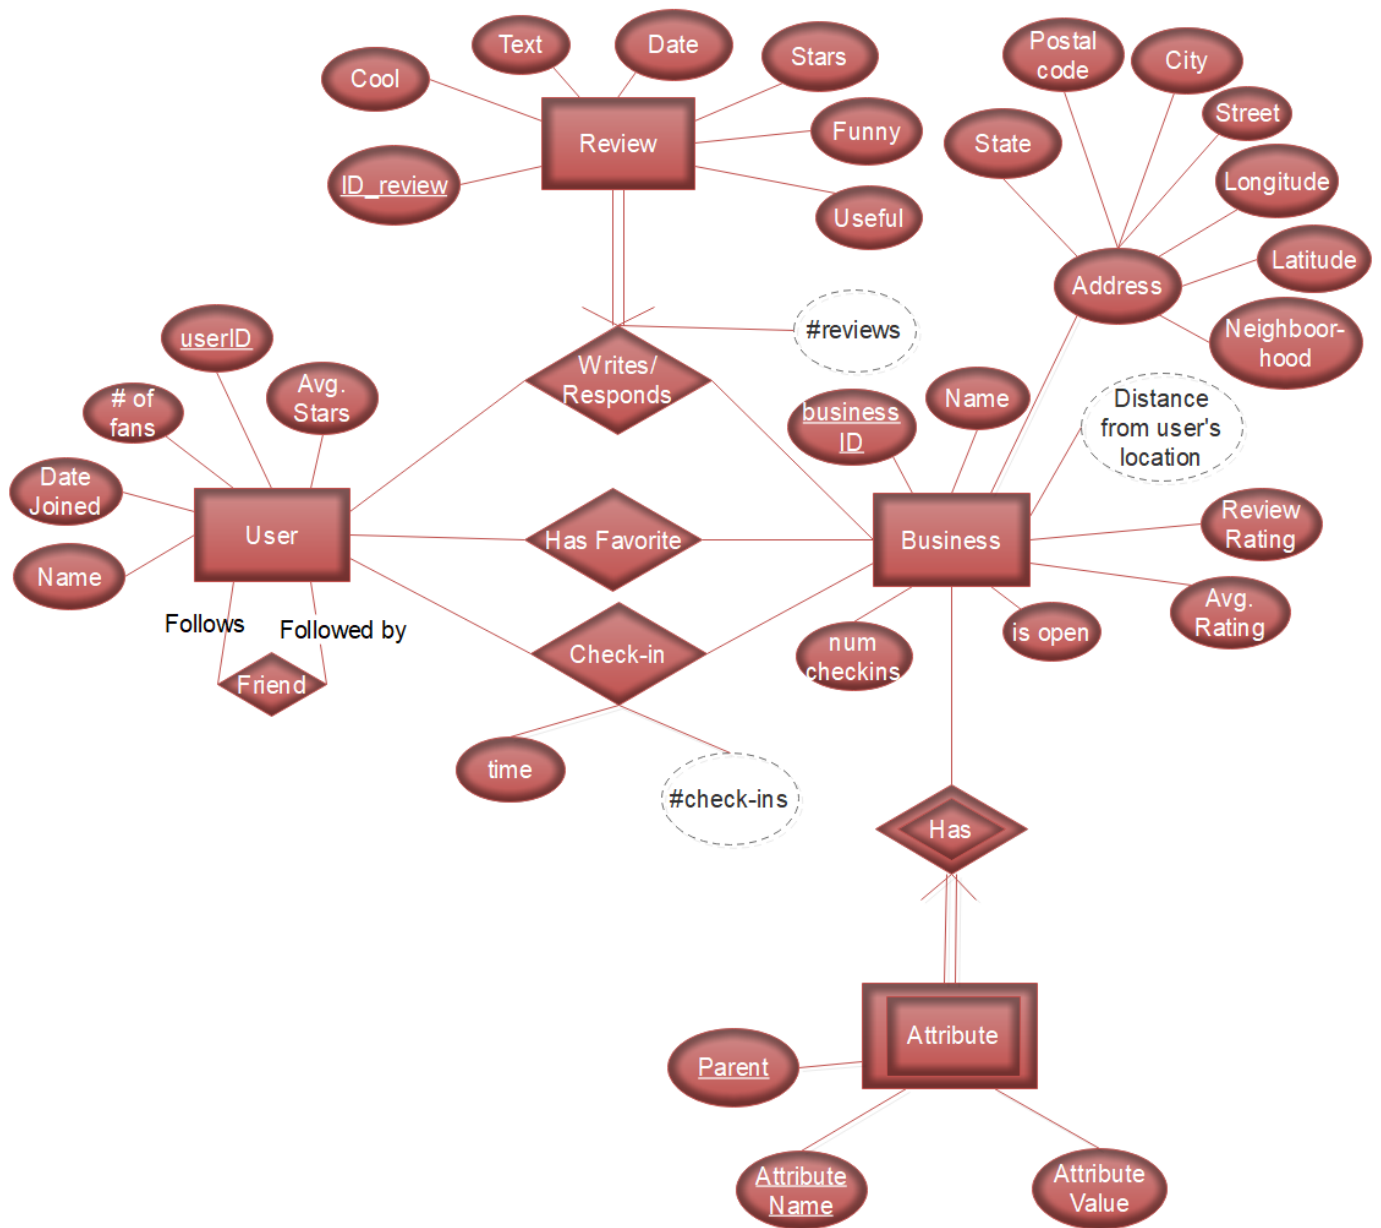 Text
Date
Stars
Cool
Review
Funny
ID_review
Useful
Postal
code
City
Street
State
Longitude
Address
Latitude
Neighboor-
hood
#reviews
userID
Avg.
Stars
# of
fans
Date
Joined
User
Name
Follows
Followed by
Friend
Writes/
Responds
Has Favorite
Check-in
time
#check-ins
business
ID
Name
Distance
from user's
location
Business
Review
Rating
Avg.
Rating
is open
num
checkins
Has
Attribute
Parent
Attribute
Name
Attribute
Value